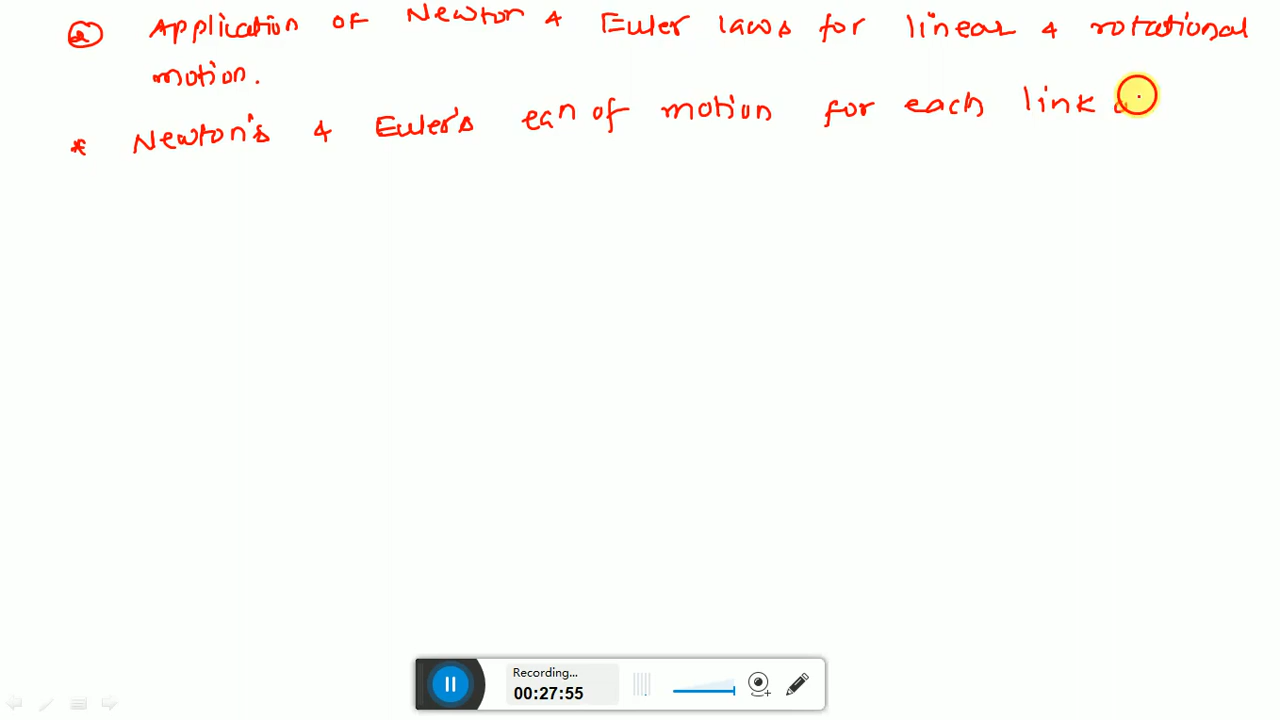 ② Application of Newton & Euler laws for linear & rotational
motion.
* Newton's & Euler's eqn of motion for each link
Recording...
00:27:55